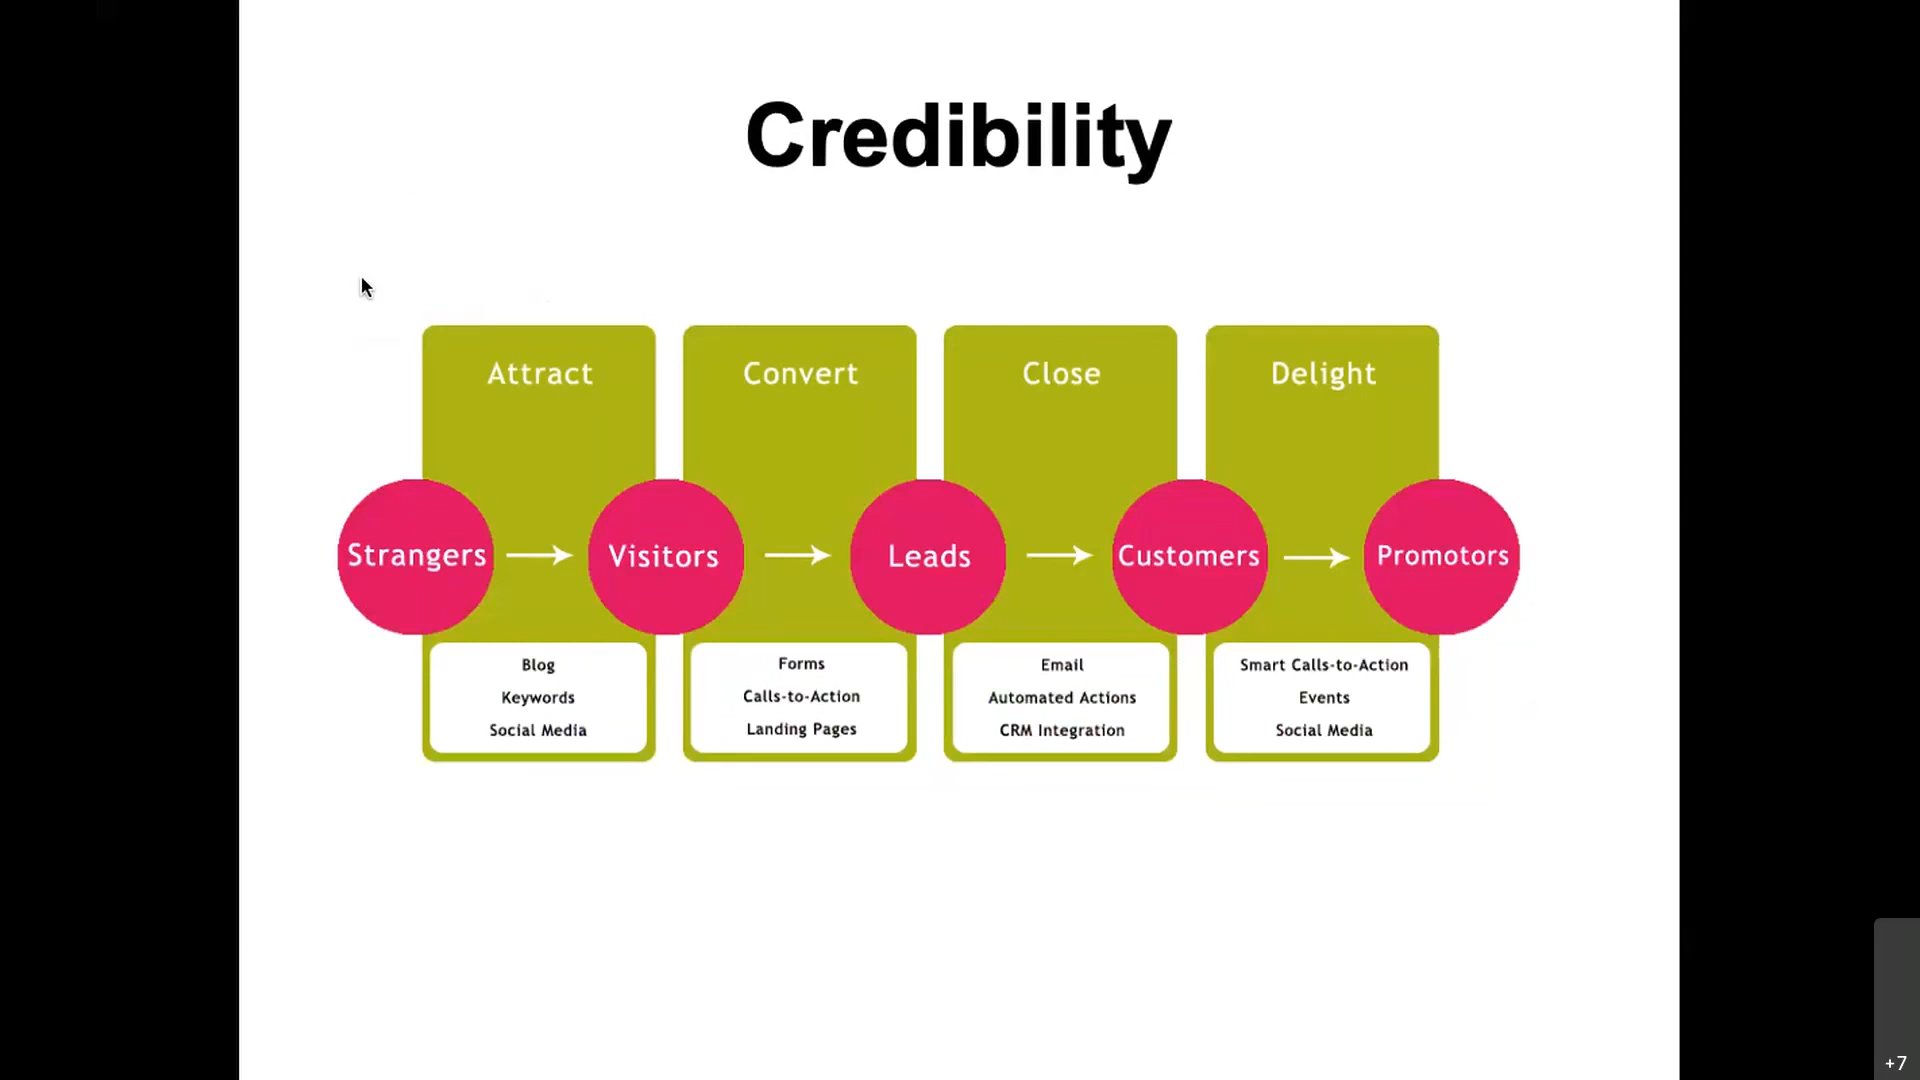 Credibility
Attract
Convert
Close
Delight
Strangers
Visitors
Leads
Customers
Promotors
Blog
Keywords
Social Media
Forms
Calls-to-Action
Landing Pages
Email
Automated Actions
CRM Integration
Smart Calls-to-Action
Events
Social Media
+7